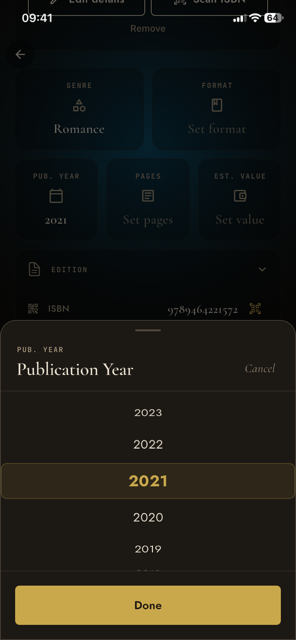 Edit details Scan ISBN
09:41 64
Remove
GENRE FORMAT
Romance Set format
PUB. YEAR PAGES EST. VALUE
2021 Set pages Set value
EDITION
ISBN 9789464221572
PUB. YEAR
Publication Year Cancel
2023
2022
2021
2020
2019
Done